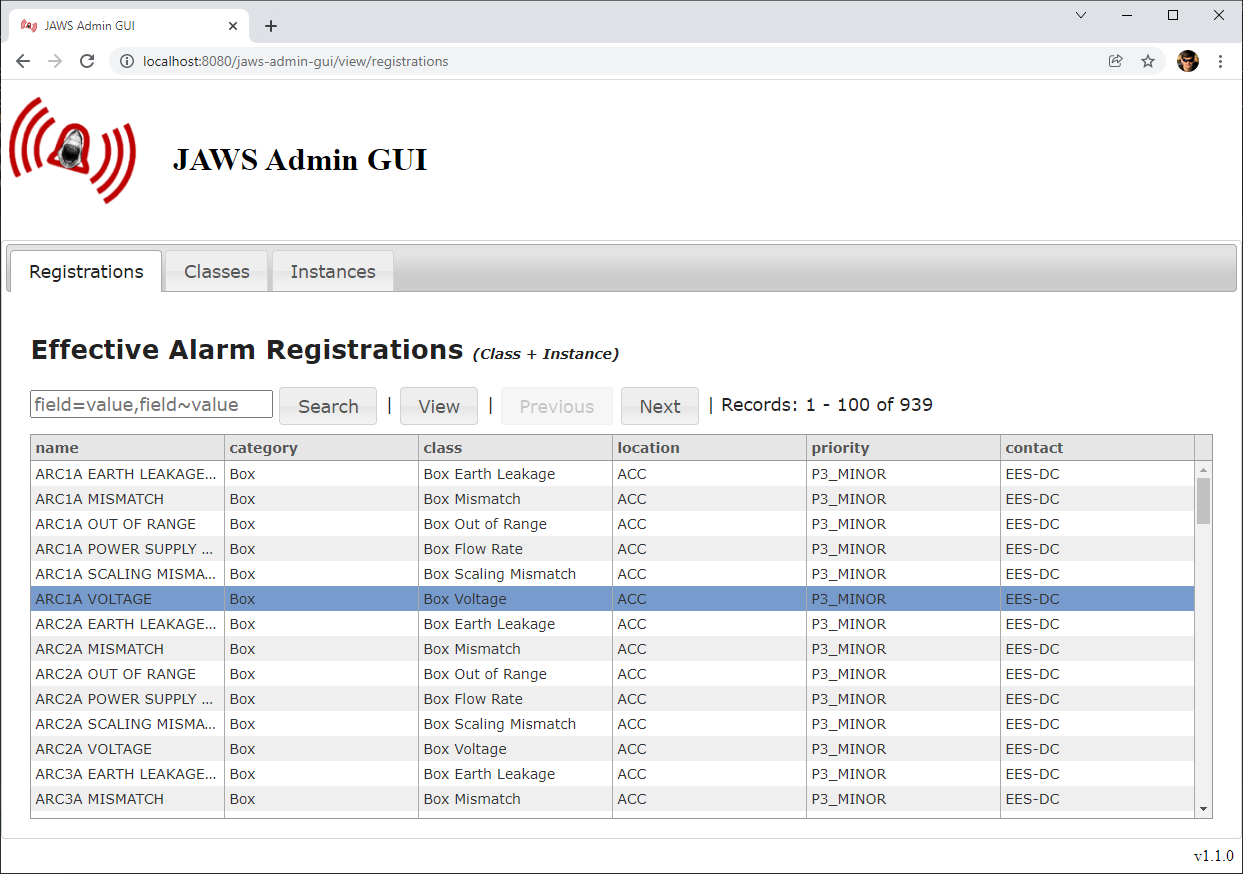 JAWS Admin GUI
localhost:8080/jaws-admin-gui/view/registrations
JAWS Admin GUI
Registrations Classes Instances
Effective Alarm Registrations (Class + Instance)
field=value,field~value Search | View | Previous Next | Records: 1 - 100 of 939
name category class location priority contact
ARC1A EARTH LEAKAGE... Box Box Earth Leakage ACC P3_MINOR EES-DC
ARC1A MISMATCH Box Box Mismatch ACC P3_MINOR EES-DC
ARC1A OUT OF RANGE Box Box Out of Range ACC P3_MINOR EES-DC
ARC1A POWER SUPPLY ... Box Box Flow Rate ACC P3_MINOR EES-DC
ARC1A SCALING MISMA... Box Box Scaling Mismatch ACC P3_MINOR EES-DC
ARC1A VOLTAGE Box Box Voltage ACC P3_MINOR EES-DC
ARC2A EARTH LEAKAGE... Box Box Earth Leakage ACC P3_MINOR EES-DC
ARC2A MISMATCH Box Box Mismatch ACC P3_MINOR EES-DC
ARC2A OUT OF RANGE Box Box Out of Range ACC P3_MINOR EES-DC
ARC2A POWER SUPPLY ... Box Box Flow Rate ACC P3_MINOR EES-DC
ARC2A SCALING MISMA... Box Box Scaling Mismatch ACC P3_MINOR EES-DC
ARC2A VOLTAGE Box Box Voltage ACC P3_MINOR EES-DC
ARC3A EARTH LEAKAGE... Box Box Earth Leakage ACC P3_MINOR EES-DC
ARC3A MISMATCH Box Box Mismatch ACC P3_MINOR EES-DC
v1.1.0